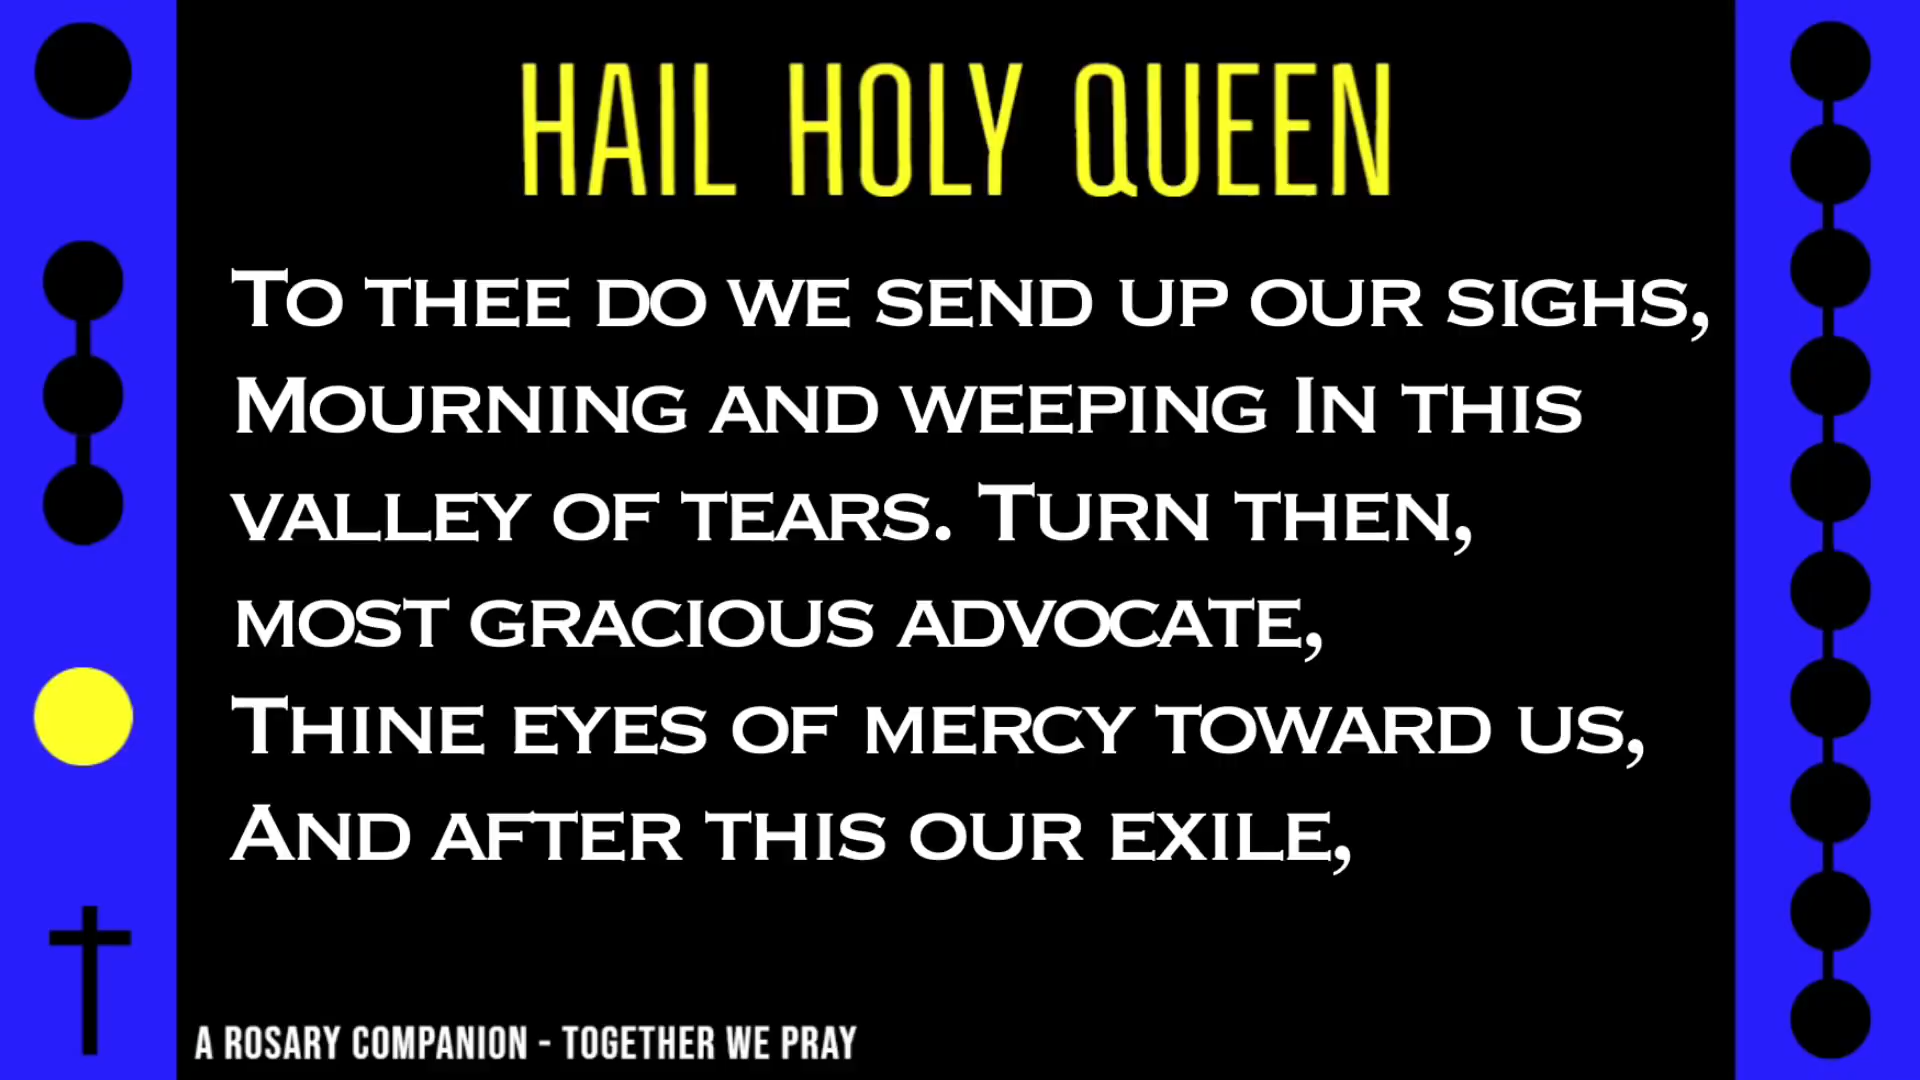 HAIL HOLY QUEEN
To thee do we send up our sighs,
Mourning and weeping In this
valley of tears. Turn then,
most gracious advocate,
Thine eyes of mercy toward us,
And after this our exile,
A ROSARY COMPANION - TOGETHER WE PRAY